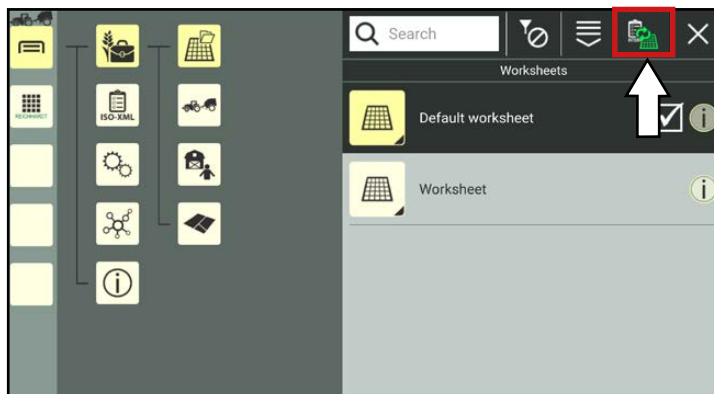 Search
Worksheets
Default worksheet
REICHHARDT
ISO-XML
Worksheet